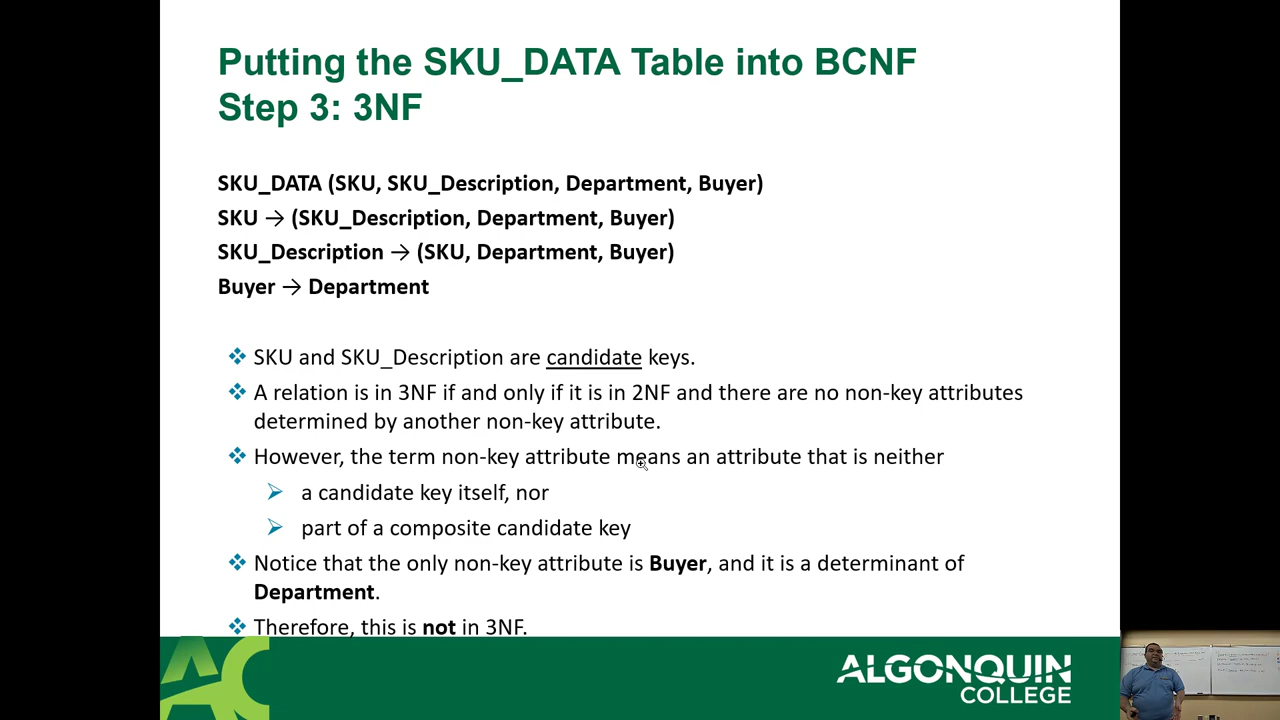 Putting the SKU_DATA Table into BCNF
Step 3: 3NF
SKU_DATA (SKU, SKU_Description, Department, Buyer)
SKU → (SKU_Description, Department, Buyer)
SKU_Description → (SKU, Department, Buyer)
Buyer → Department
❖ SKU and SKU_Description are candidate keys.
❖ A relation is in 3NF if and only if it is in 2NF and there are no non-key attributes
determined by another non-key attribute.
❖ However, the term non-key attribute means an attribute that is neither
➢ a candidate key itself, nor
➢ part of a composite candidate key
❖ Notice that the only non-key attribute is Buyer, and it is a determinant of
Department.
❖ Therefore, this is not in 3NF.
AC
ALGONQUIN
COLLEGE